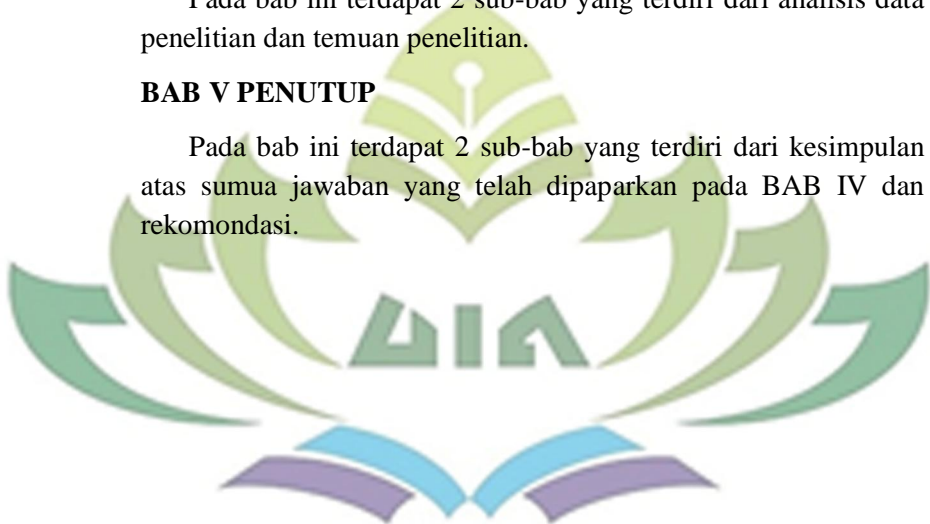 Pada bab ini terdapat 2 sub-bab yang terdiri dari analisis data
penelitian dan temuan penelitian.
BAB V PENUTUP
Pada bab ini terdapat 2 sub-bab yang terdiri dari kesimpulan
atas sumua jawaban yang telah dipaparkan pada BAB IV dan
rekomondasi.
UIN